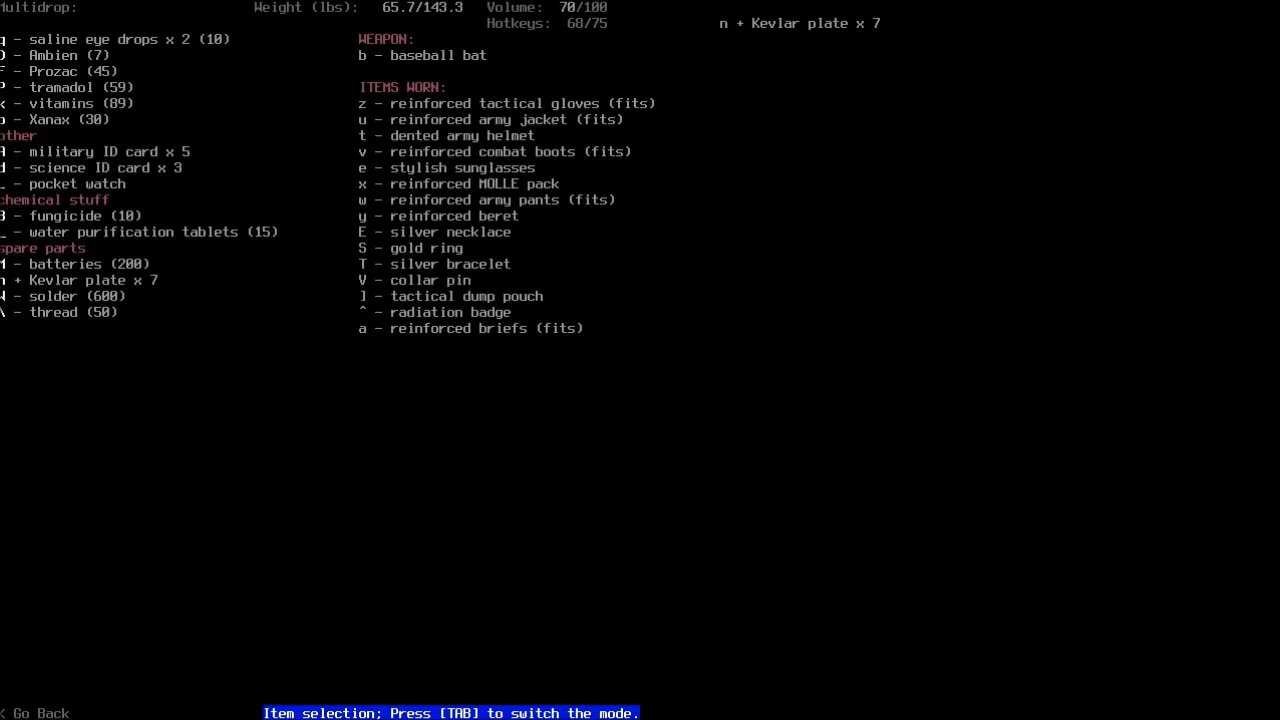 Multidrop: Weight (lbs): 65.7/143.3 Volume: 70/100
Hotkeys: 68/75 n + Kevlar plate x 7
q - saline eye drops x 2 (10)
- Ambien (7)
- Prozac (45)
- tramadol (59)
- vitamins (89)
- Xanax (30)
other
- military ID card x 5
d - science ID card x 3
- pocket watch
chemical stuff
- fungicide (10)
_ - water purification tablets (15)
spare parts
M - batteries (200)
n + Kevlar plate x 7
- solder (600)
\ - thread (50)
WEAPON:
b - baseball bat
ITEMS WORN:
z - reinforced tactical gloves (fits)
u - reinforced army jacket (fits)
t - dented army helmet
v - reinforced combat boots (fits)
e - stylish sunglasses
x - reinforced MOLLE pack
w - reinforced army pants (fits)
y - reinforced beret
E - silver necklace
S - gold ring
T - silver bracelet
V - collar pin
] - tactical dump pouch
^ - radiation badge
a - reinforced briefs (fits)
< Go Back Item selection; Press [TAB] to switch the mode.